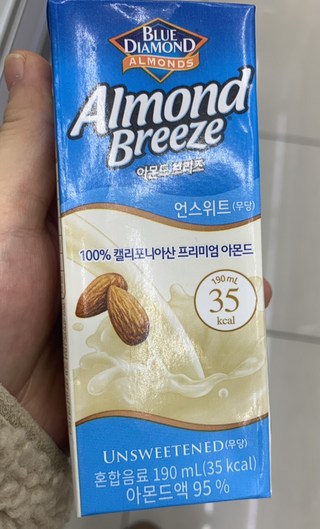 BLUE
DIAMOND
ALMONDS
Almond
Breeze
아몬드 브리즈
언스위트 (무당)
100% 캘리포니아산 프리미엄 아몬드
190 mL
35
kcal
UNSWEETENED (무당)
혼합음료 190 mL(35 kcal)
아몬드액 95 %